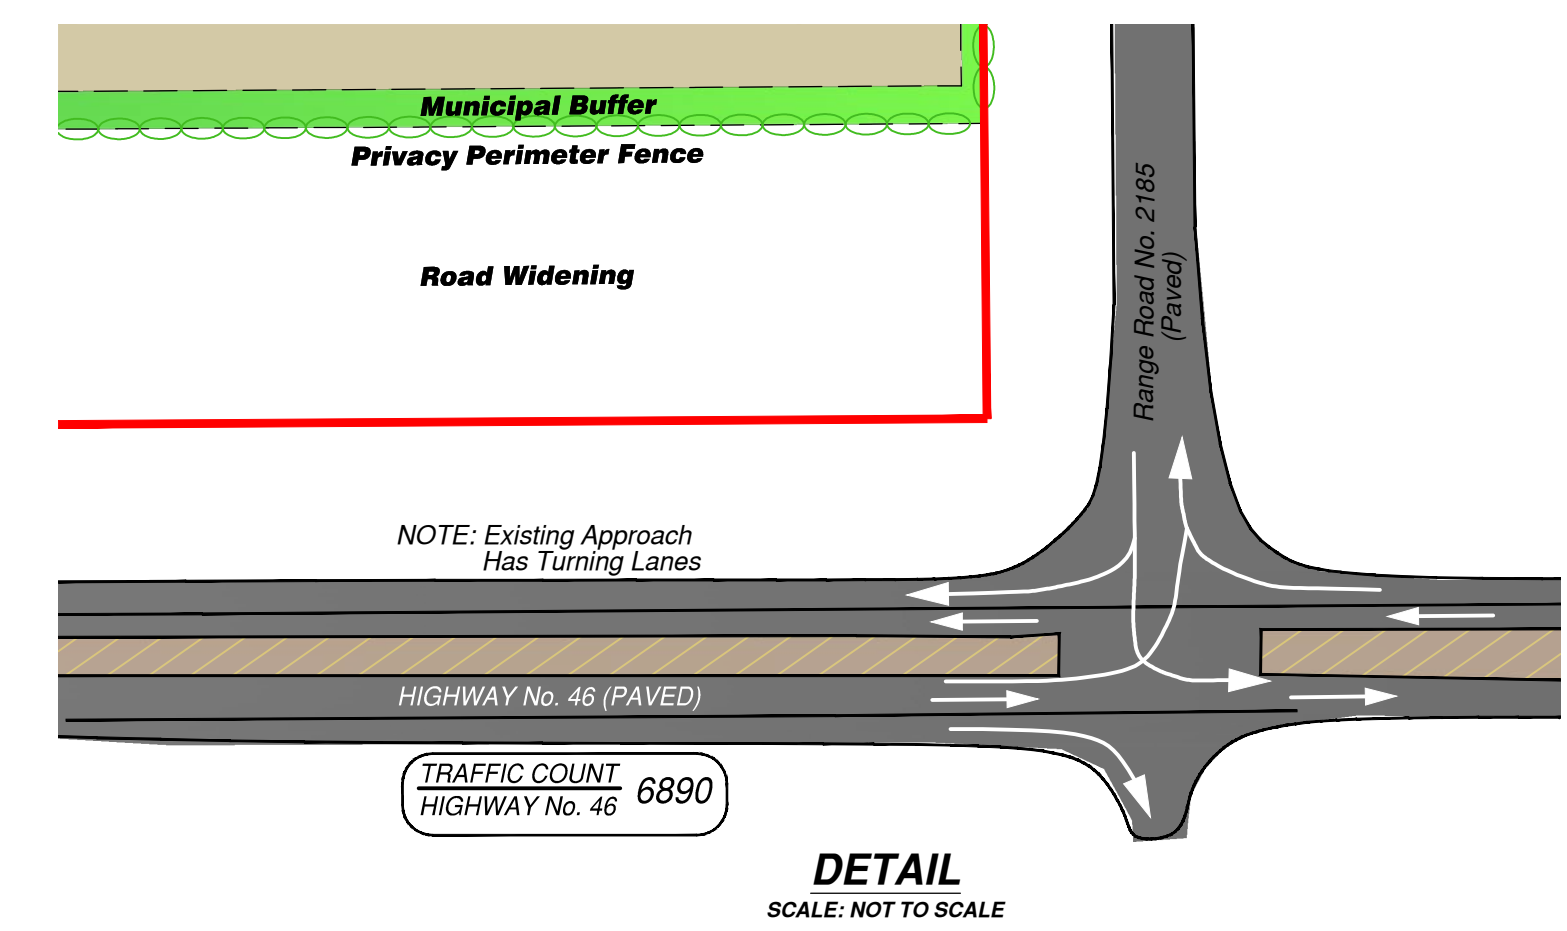 Municipal Buffer
Privacy Perimeter Fence
Road Widening
Range Road No. 2185
(Paved)
NOTE: Existing Approach
Has Turning Lanes
HIGHWAY No. 46 (PAVED)
TRAFFIC COUNT
HIGHWAY No. 46
6890
DETAIL
SCALE: NOT TO SCALE